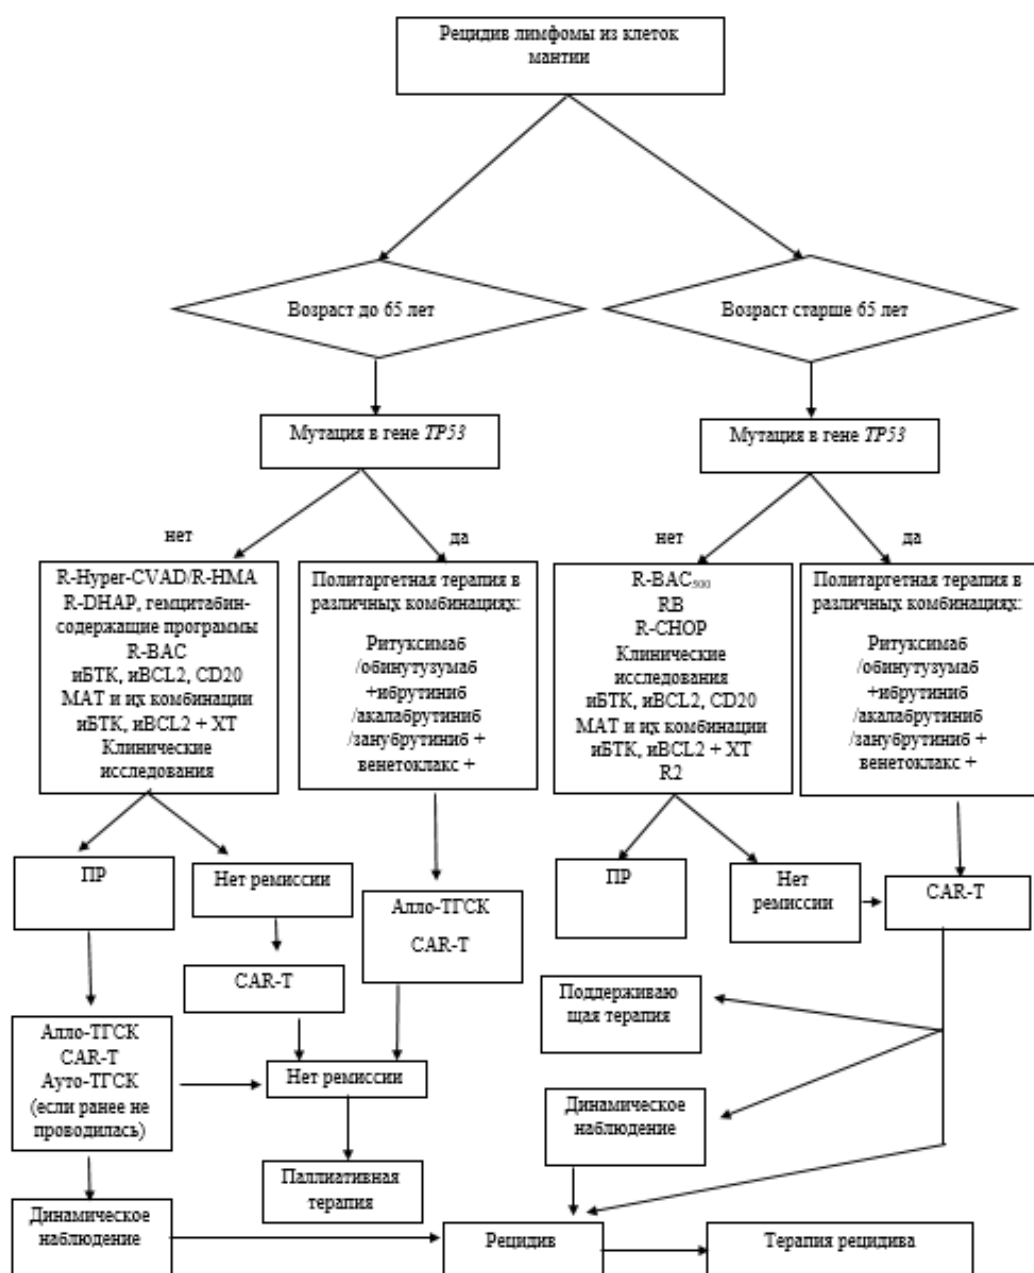 Рецидив лимфомы из клеток
мантии
Возраст до 65 лет
Возраст старше 65 лет
Мутация в гене TP53
Мутация в гене TP53
нет
да
нет
да
R-Hyper-CVAD/R-HMA
R-DHAP, гемцитабин-
содержащие программы
R-BAC
иБТК, иBCL2, CD20
МАТ и их комбинации
иБТК, иBCL2 + ХТ
Клинические
исследования
Политаргетная терапия в
различных комбинациях:
Ритуксимаб
/обинутузумаб
+ибрутиниб
/акалабрутиниб
/занубрутиниб +
венетоклакс +
R-BAC₅₀₀
RB
R-CHOP
Клинические
исследования
иБТК, иBCL2, CD20
МАТ и их комбинации
иБТК, иBCL2 + ХТ
R2
Политаргетная терапия в
различных комбинациях:
Ритуксимаб
/обинутузумаб
+ибрутиниб
/акалабрутиниб
/занубрутиниб +
венетоклакс +
ПР
Нет ремиссии
Алло-ТГСК
CAR-T
ПР
Нет
ремиссии
CAR-T
CAR-T
Поддерживаю
щая терапия
Алло-ТГСК
CAR-T
Ауто-ТГСК
(если ранее не
проводилась)
Нет ремиссии
Динамическое
наблюдение
Паллиативная
терапия
Динамическое
наблюдение
Рецидив
Терапия рецидива